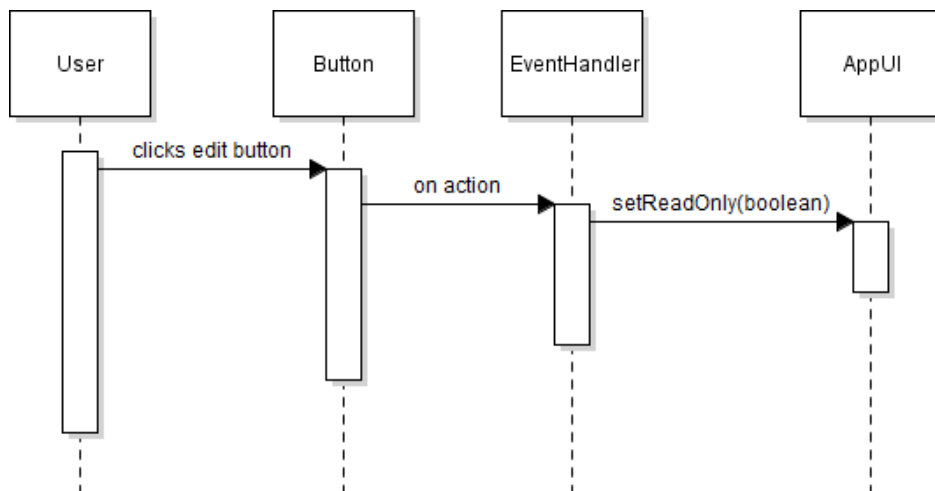 User
Button
EventHandler
AppUI
clicks edit button
on action
setReadOnly(boolean)